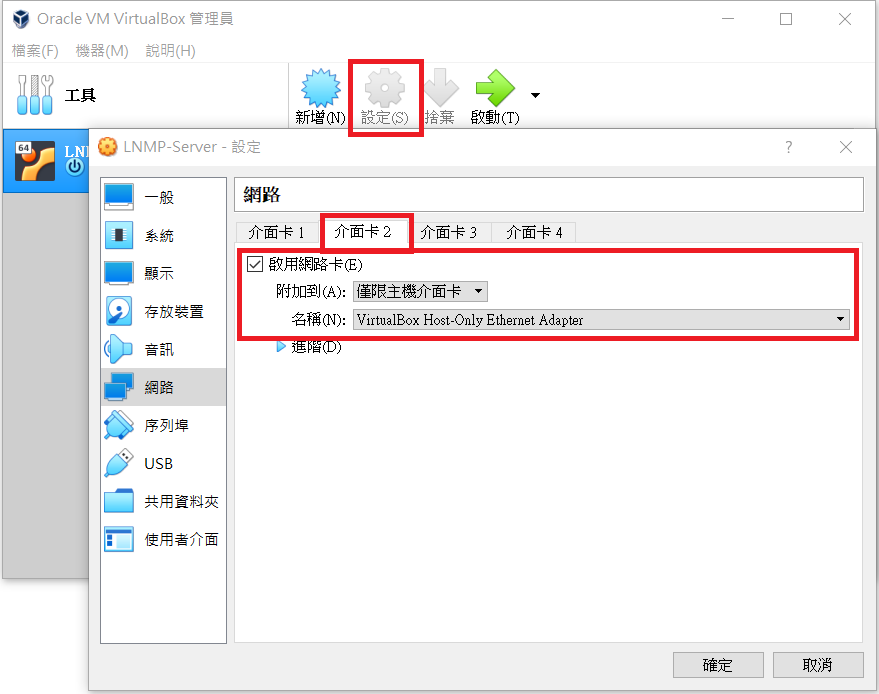 Oracle VM VirtualBox 管理員
檔案(F) 機器(M) 說明(H)
工具
新增(N) 設定(S) 捨棄 啟動(T)
64
LNMP-Server - 設定
?
一般
系統
顯示
存放裝置
音訊
網路
序列埠
USB
共用資料夾
使用者介面
網路
介面卡 1 介面卡 2 介面卡 3 介面卡 4
啟用網路卡(E)
附加到(A): 僅限主機介面卡
名稱(N): VirtualBox Host-Only Ethernet Adapter
進階(D)
確定 取消